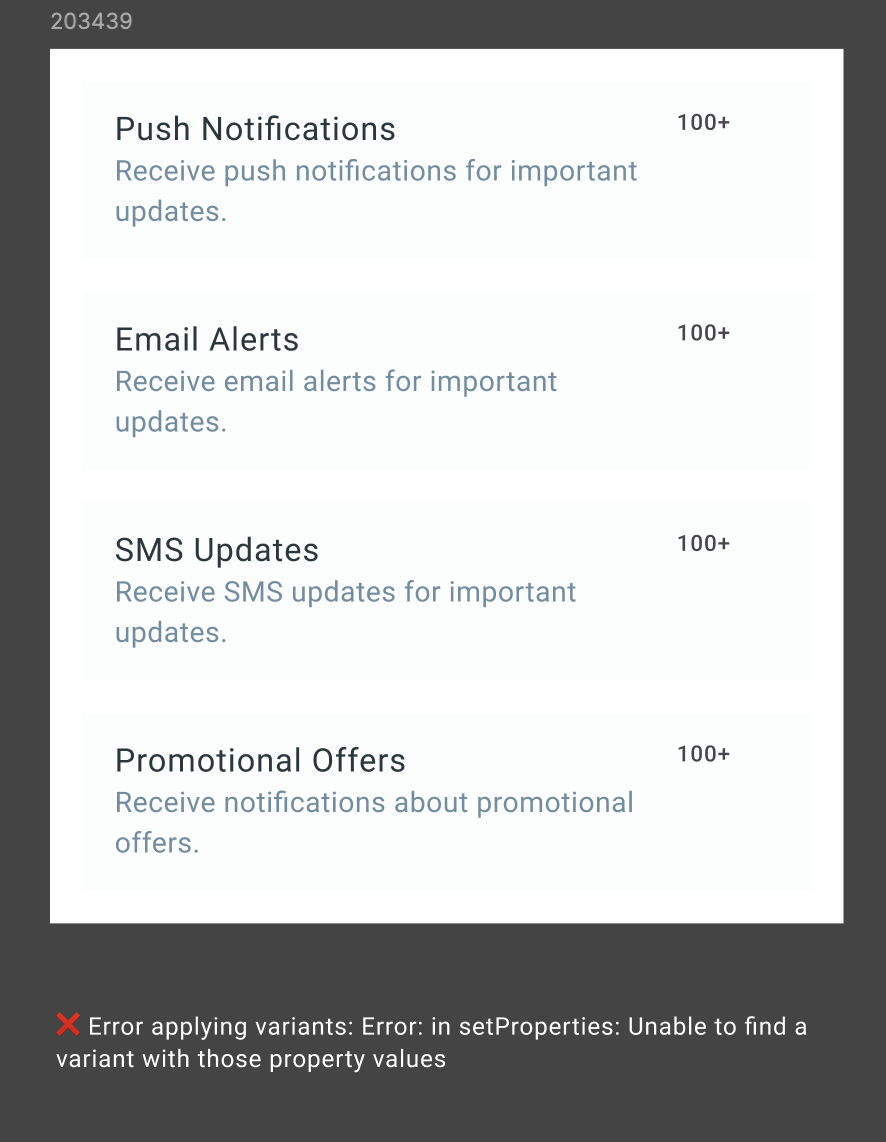 203439
Push Notifications 100+
Receive push notifications for important
updates.
Email Alerts 100+
Receive email alerts for important
updates.
SMS Updates 100+
Receive SMS updates for important
updates.
Promotional Offers 100+
Receive notifications about promotional
offers.
❌ Error applying variants: Error: in setProperties: Unable to find a
variant with those property values